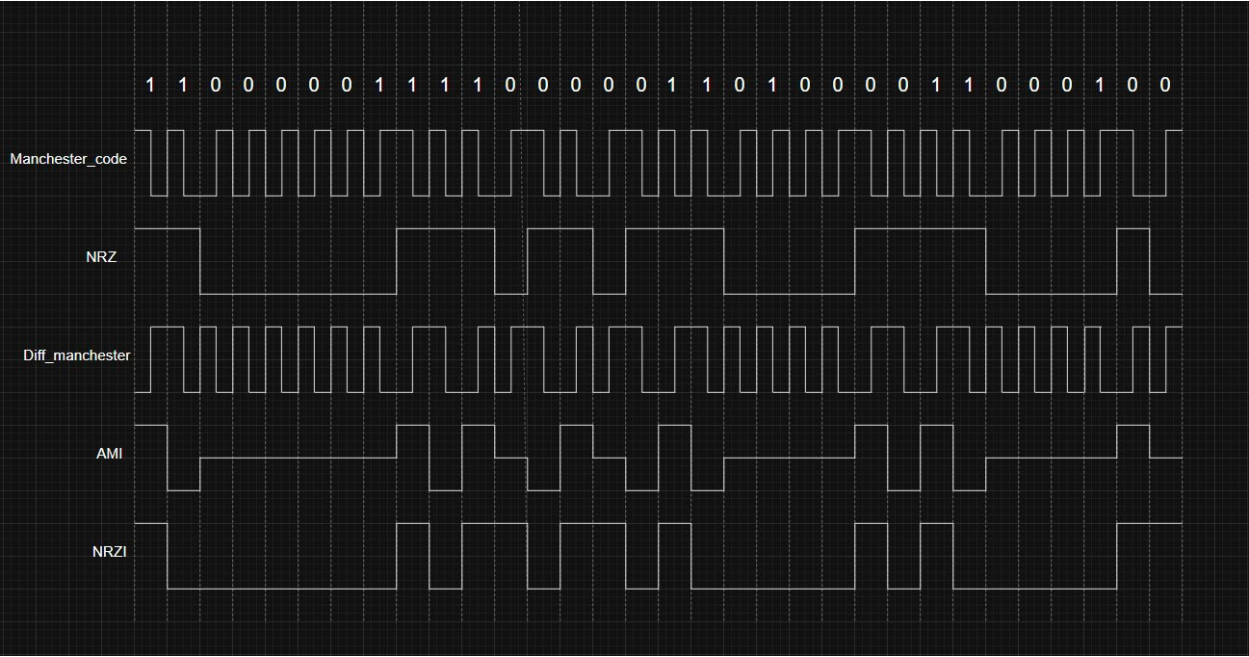 1 1 0 0 0 0 0 1 1 1 1 0 0 0 0 0 1 1 0 1 0 0 0 0 1 1 0 0 0 1 0 0
Manchester_code
NRZ
Diff_manchester
AMI
NRZI